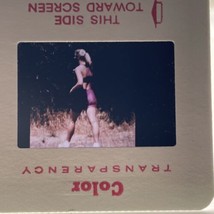 THIS SIDE
TOWARD SCREEN
Color
TRANSPARENCY